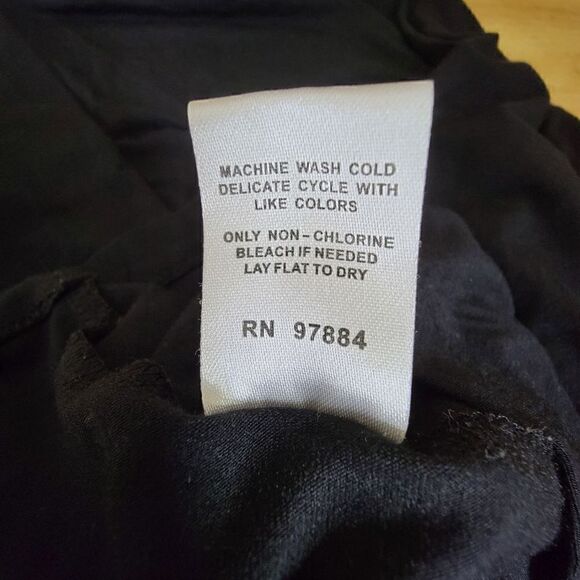 MACHINE WASH COLD
DELICATE CYCLE WITH
LIKE COLORS
ONLY NON-CHLORINE
BLEACH IF NEEDED
LAY FLAT TO DRY
RN 97884